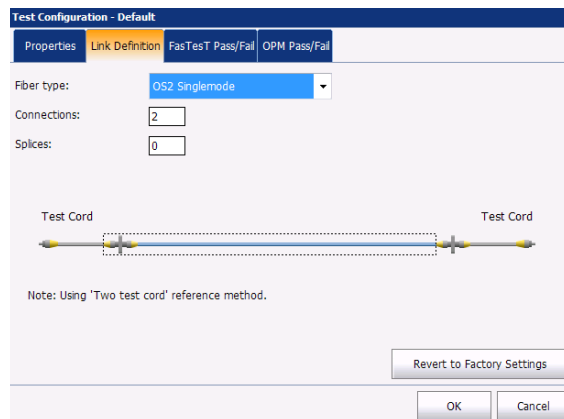 Test Configuration - Default
Properties Link Definition FasTesT Pass/Fail OPM Pass/Fail
Fiber type: OS2 Singlemode
Connections: 2
Splices: 0
Test Cord Test Cord
Note: Using 'Two test cord' reference method.
Revert to Factory Settings
OK Cancel